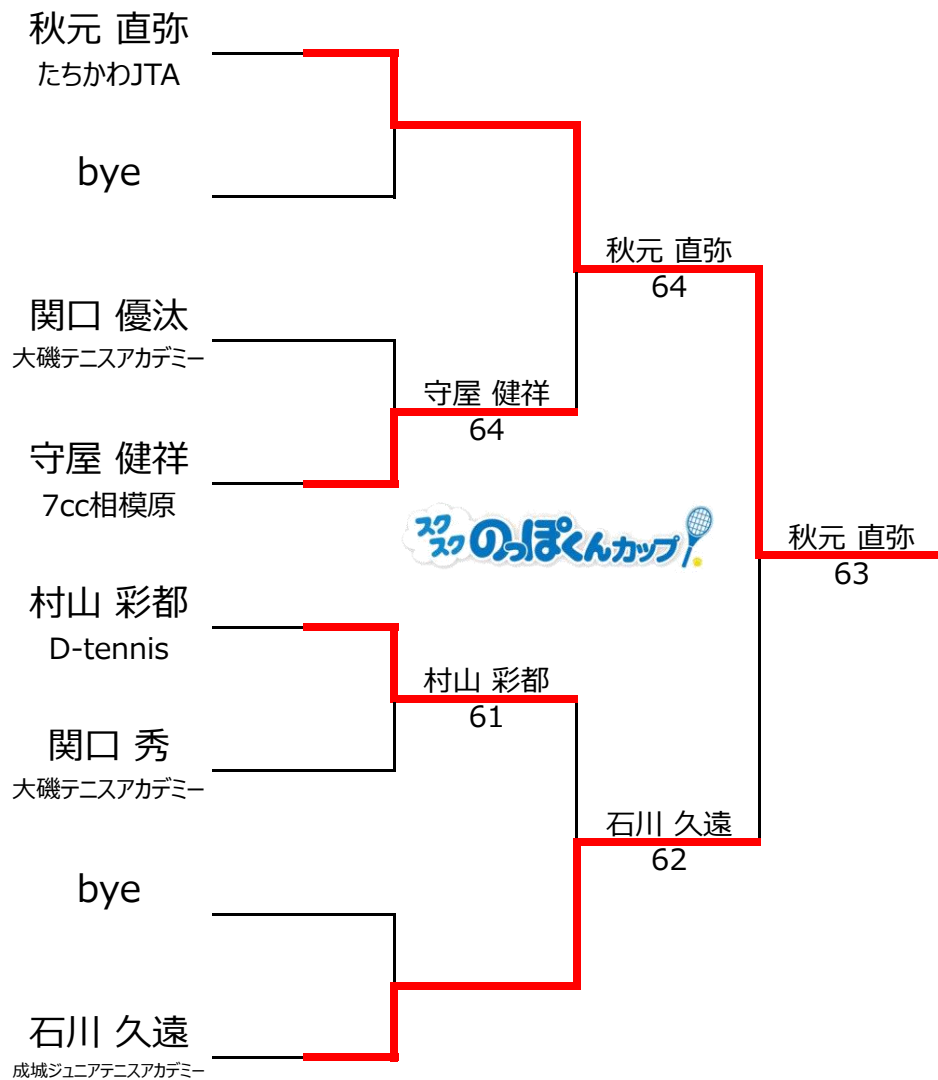 秋元 直弥
たちかわJTA
bye
秋元 直弥
64
関口 優汰
大磯テニスアカデミー
守屋 健祥
64
守屋 健祥
7cc相模原
スク
スク
のっぽくんカップ
秋元 直弥
63
村山 彩都
D-tennis
村山 彩都
61
関口 秀
大磯テニスアカデミー
石川 久遠
62
bye
石川 久遠
成城ジュニアテニスアカデミー